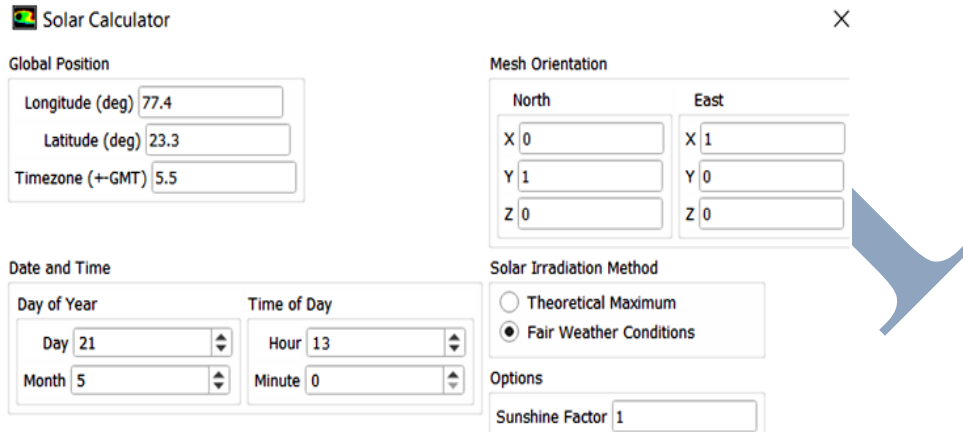 Solar Calculator
Global Position
Longitude (deg) 77.4
Latitude (deg) 23.3
Timezone (+-GMT) 5.5
Mesh Orientation
North East
X 0 X 1
Y 1 Y 0
Z 0 Z 0
Date and Time
Day of Year Time of Day
Day 21 Hour 13
Month 5 Minute 0
Solar Irradiation Method
Theoretical Maximum
Fair Weather Conditions
Options
Sunshine Factor 1